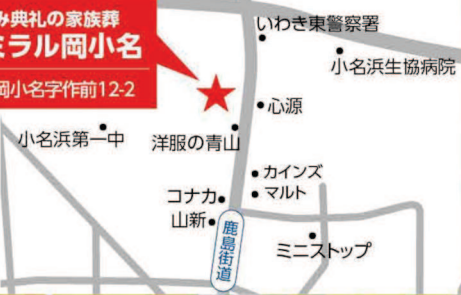 み典礼の家族葬
ミラル岡小名
岡小名字作前12-2
いわき東警察署
小名浜生協病院
心源
小名浜第一中
洋服の青山
カインズ
マルト
コナカ
山新
鹿島街道
ミニストップ